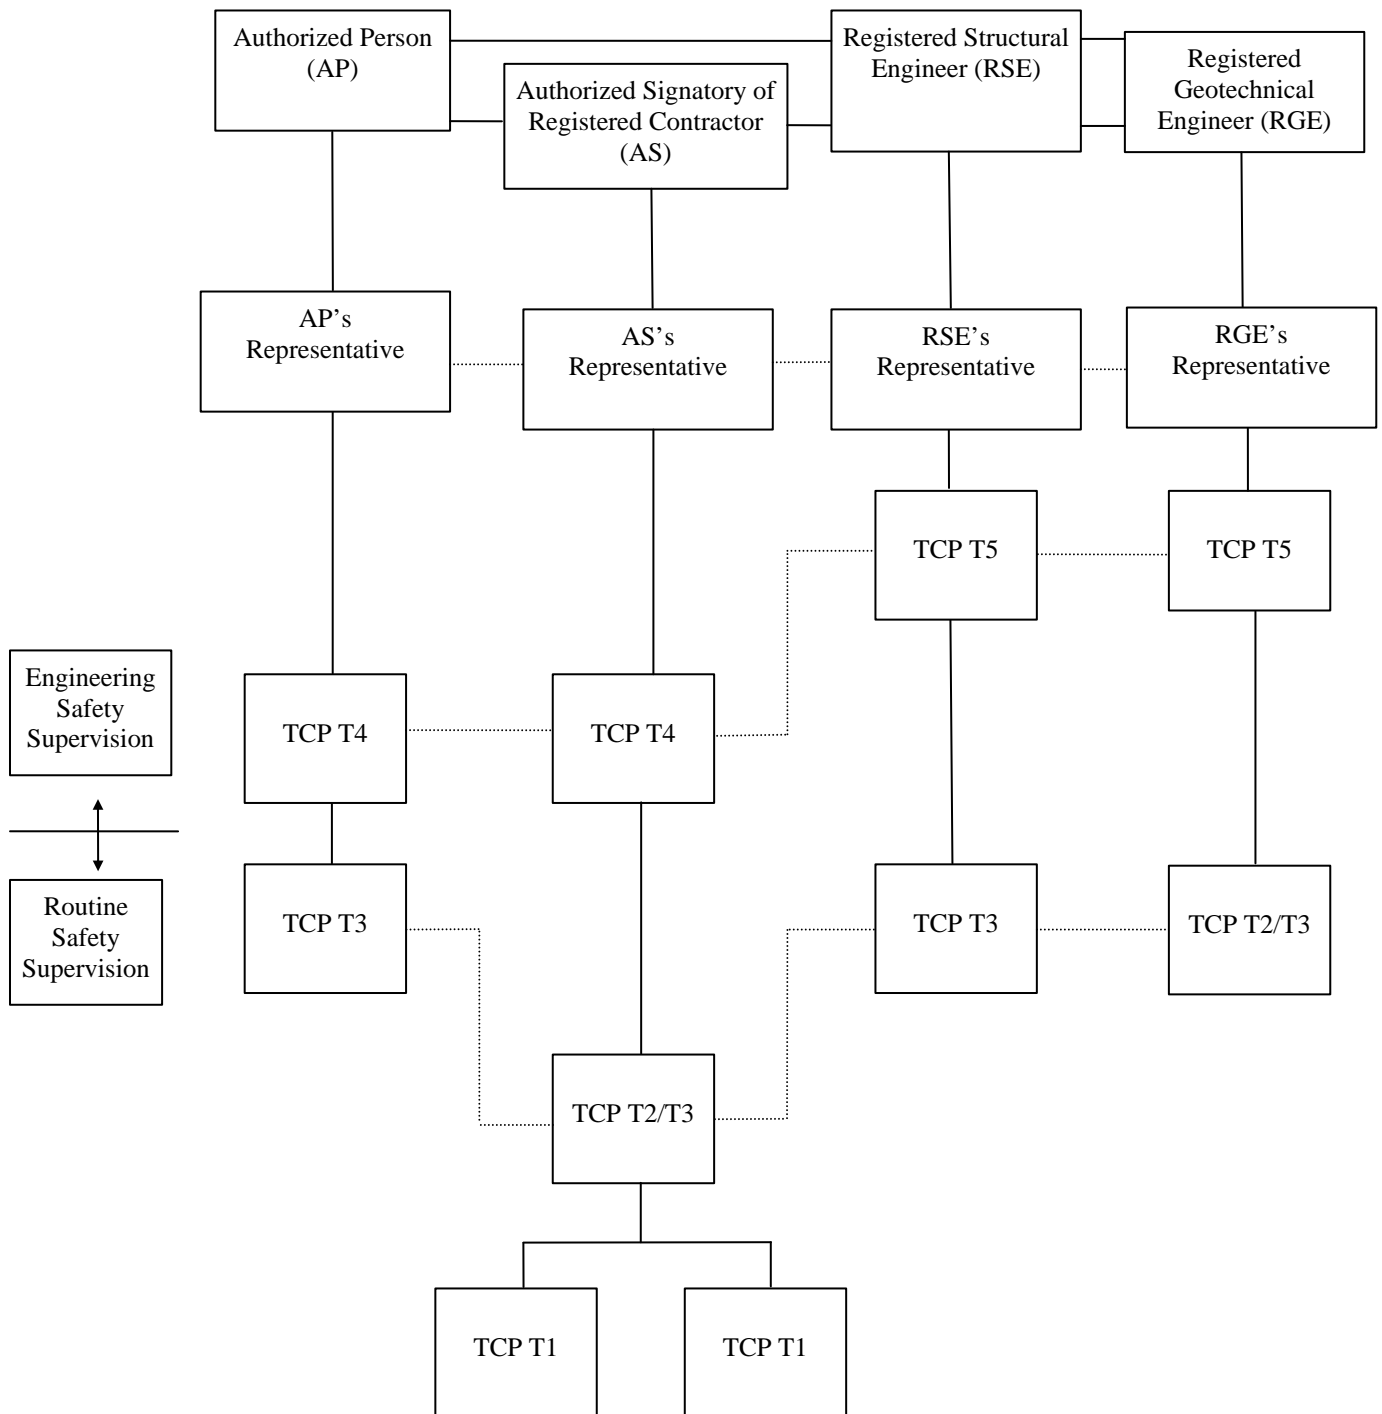 Authorized Person
(AP)
Authorized Signatory of
Registered Contractor
(AS)
Registered Structural
Engineer (RSE)
Registered
Geotechnical
Engineer (RGE)
AP’s
Representative
AS’s
Representative
RSE’s
Representative
RGE’s
Representative
TCP T5
TCP T5
Engineering
Safety
Supervision
TCP T4
TCP T4
Routine
Safety
Supervision
TCP T3
TCP T3
TCP T2/T3
TCP T2/T3
TCP T1
TCP T1